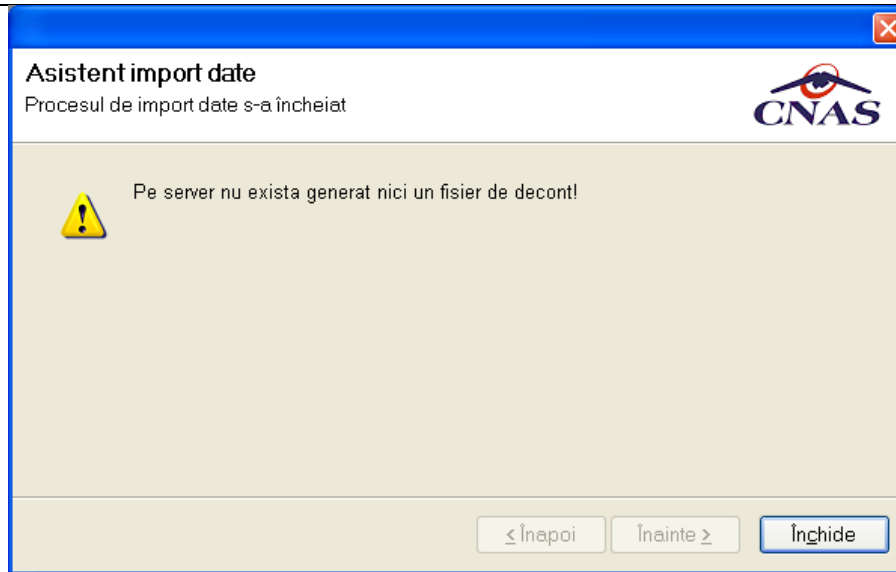 Asistent import date
Procesul de import date s-a încheiat
CNAS
Pe server nu exista generat nici un fisier de decont!
< Înapoi
Înainte >
Închide